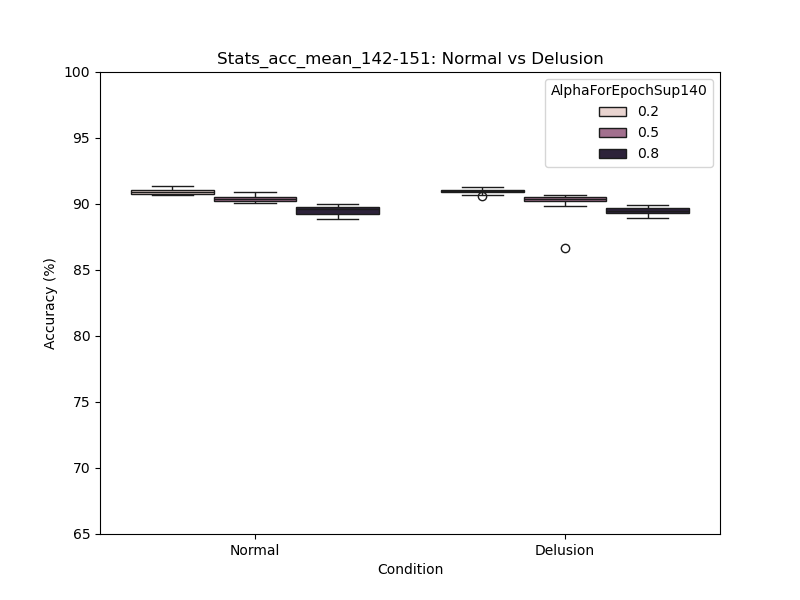 Stats_acc_mean_142-151: Normal vs Delusion
AlphaForEpochSup140
0.2
0.5
0.8
100
95
90
85
80
75
70
65
Accuracy (%)
Normal
Delusion
Condition